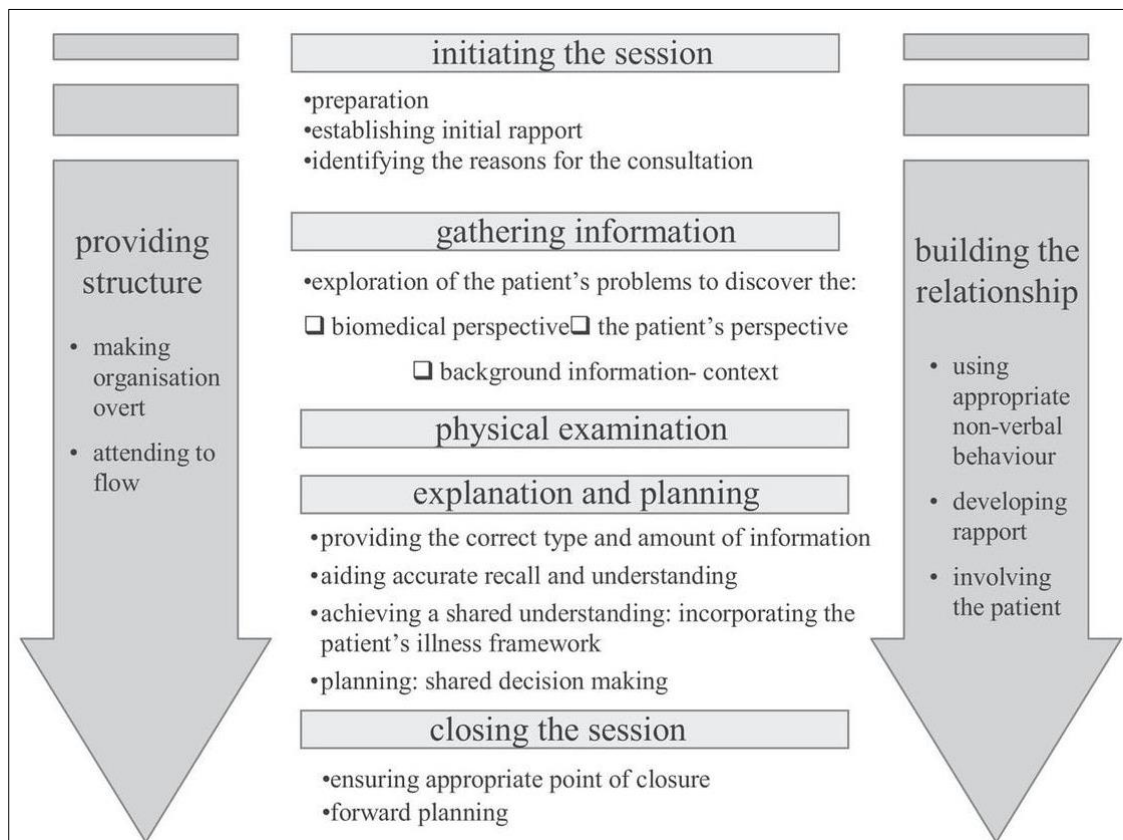 initiating the session
•preparation
•establishing initial rapport
•identifying the reasons for the consultation
providing
structure
• making
organisation
overt
• attending to
flow
gathering information
•exploration of the patient’s problems to discover the:
❑ biomedical perspective❑ the patient’s perspective
❑ background information- context
physical examination
explanation and planning
•providing the correct type and amount of information
•aiding accurate recall and understanding
•achieving a shared understanding: incorporating the
patient’s illness framework
•planning: shared decision making
closing the session
•ensuring appropriate point of closure
•forward planning
building the
relationship
• using
appropriate
non-verbal
behaviour
• developing
rapport
• involving
the patient